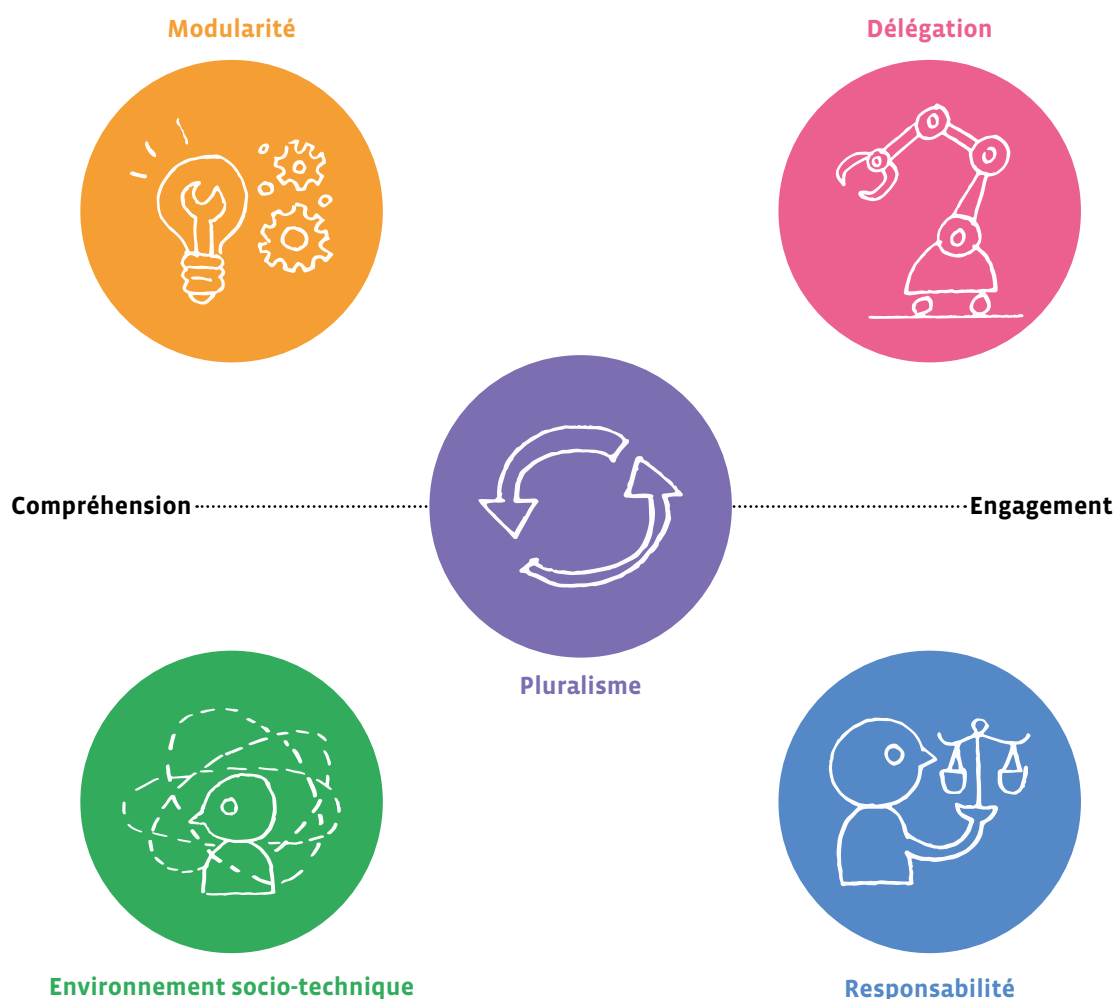 Modularité
Délégation
Compréhension
Engagement
Pluralisme
Environnement socio-technique
Responsabilité